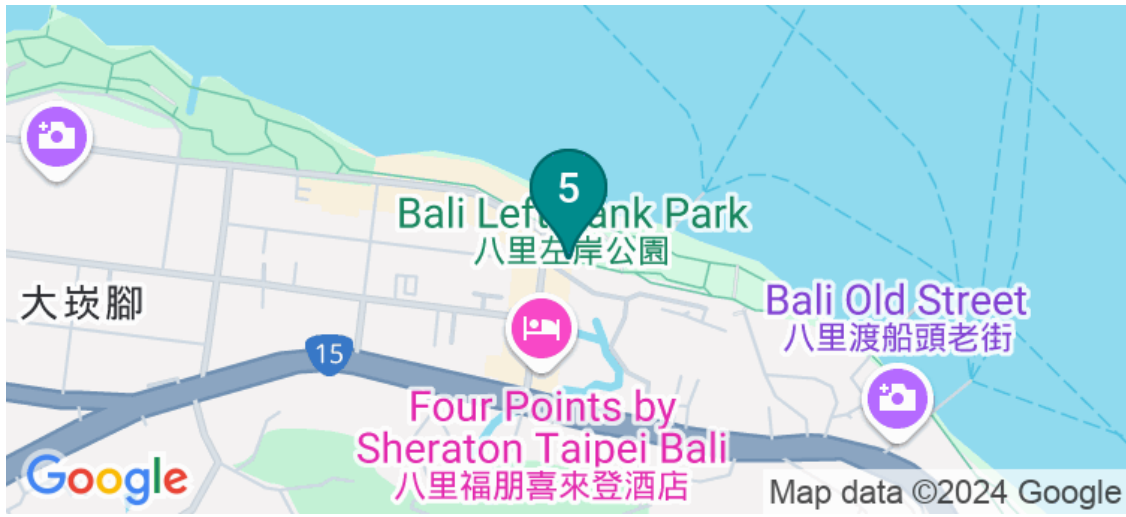 5
Bali Left Bank Park
八里左岸公園
大崁腳
Bali Old Street
八里渡船頭老街
15
Four Points by
Sheraton Taipei Bali
八里福朋喜來登酒店
Google
Map data ©2024 Google